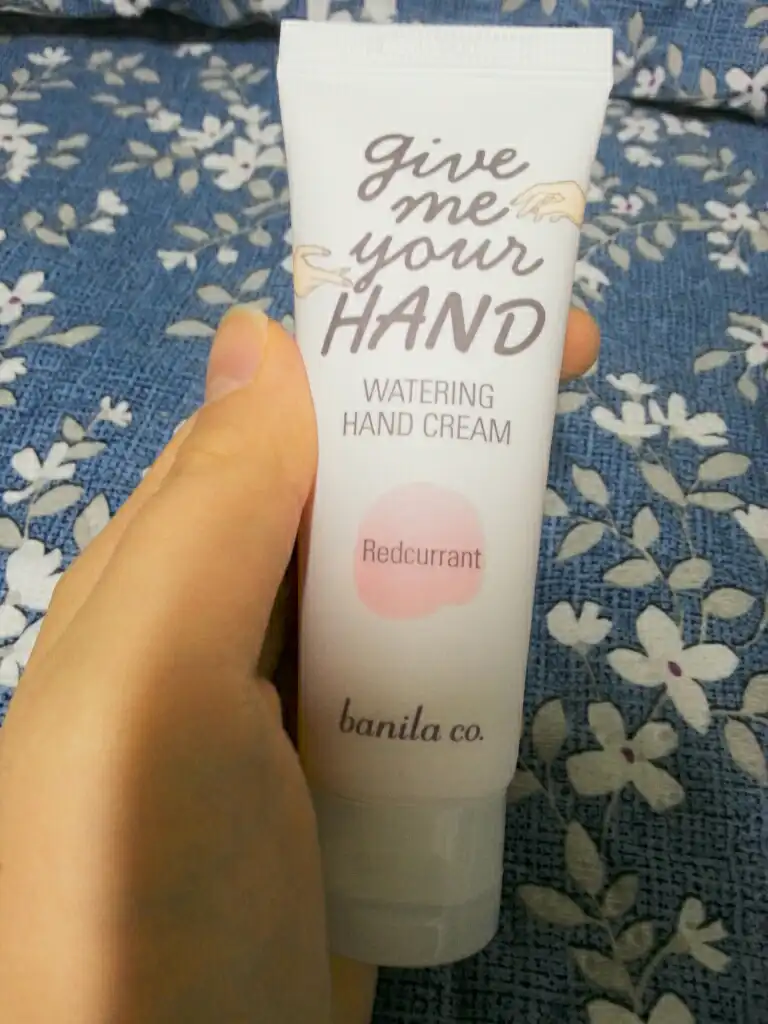 give
me
your
HAND
WATERING
HAND CREAM
Redcurrant
banila co.